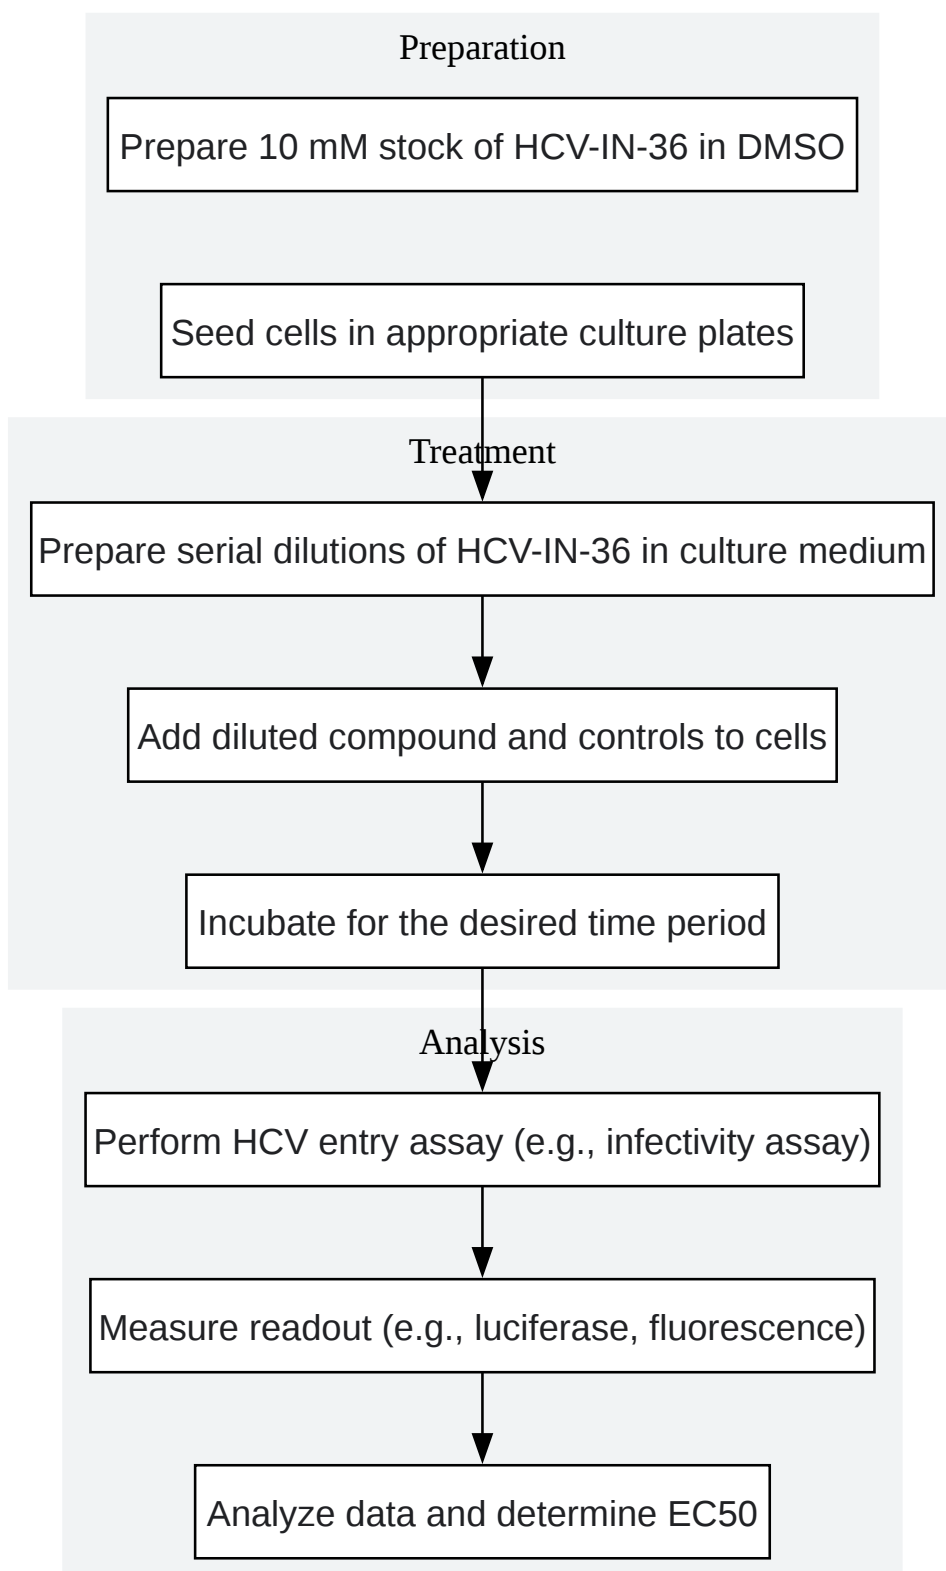 Preparation
Prepare 10 mM stock of HCV-IN-36 in DMSO
Seed cells in appropriate culture plates
Treatment
Prepare serial dilutions of HCV-IN-36 in culture medium
Add diluted compound and controls to cells
Incubate for the desired time period
Analysis
Perform HCV entry assay (e.g., infectivity assay)
Measure readout (e.g., luciferase, fluorescence)
Analyze data and determine EC50